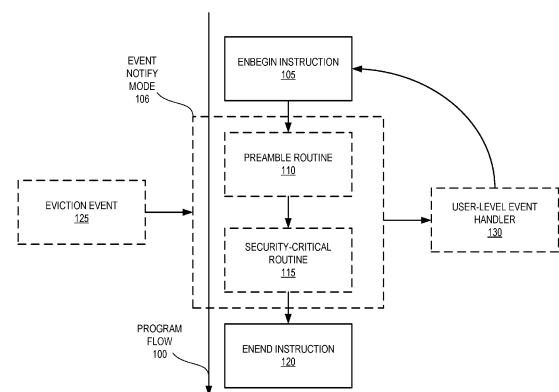 EVENT
NOTIFY
MODE
106
ENBEGIN INSTRUCTION
105
PREAMBLE ROUTINE
110
EVICTION EVENT
125
USER-LEVEL EVENT
HANDLER
130
SECURITY-CRITICAL
ROUTINE
115
PROGRAM
FLOW
100
ENEND INSTRUCTION
120